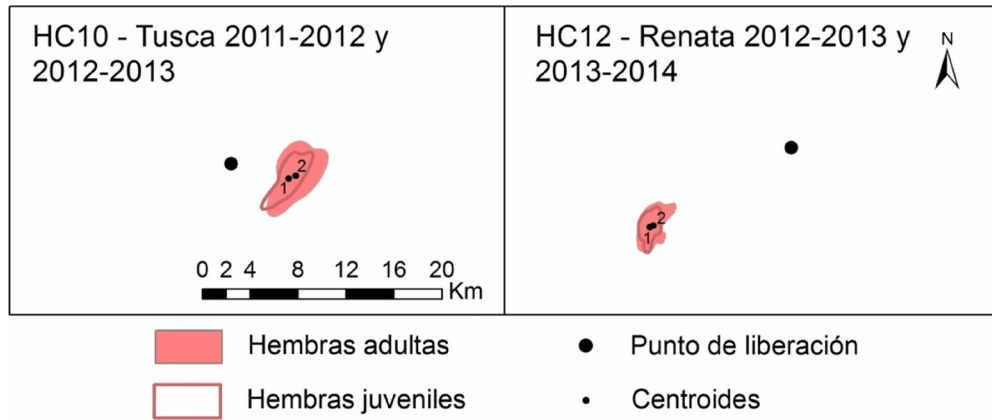 HC10 - Tusca 2011-2012 y
2012-2013
1
2
0 2 4 8 12 16 20
Km
HC12 - Renata 2012-2013 y
2013-2014
N
1
2
Hembras adultas
Punto de liberación
Hembras juveniles
Centroides